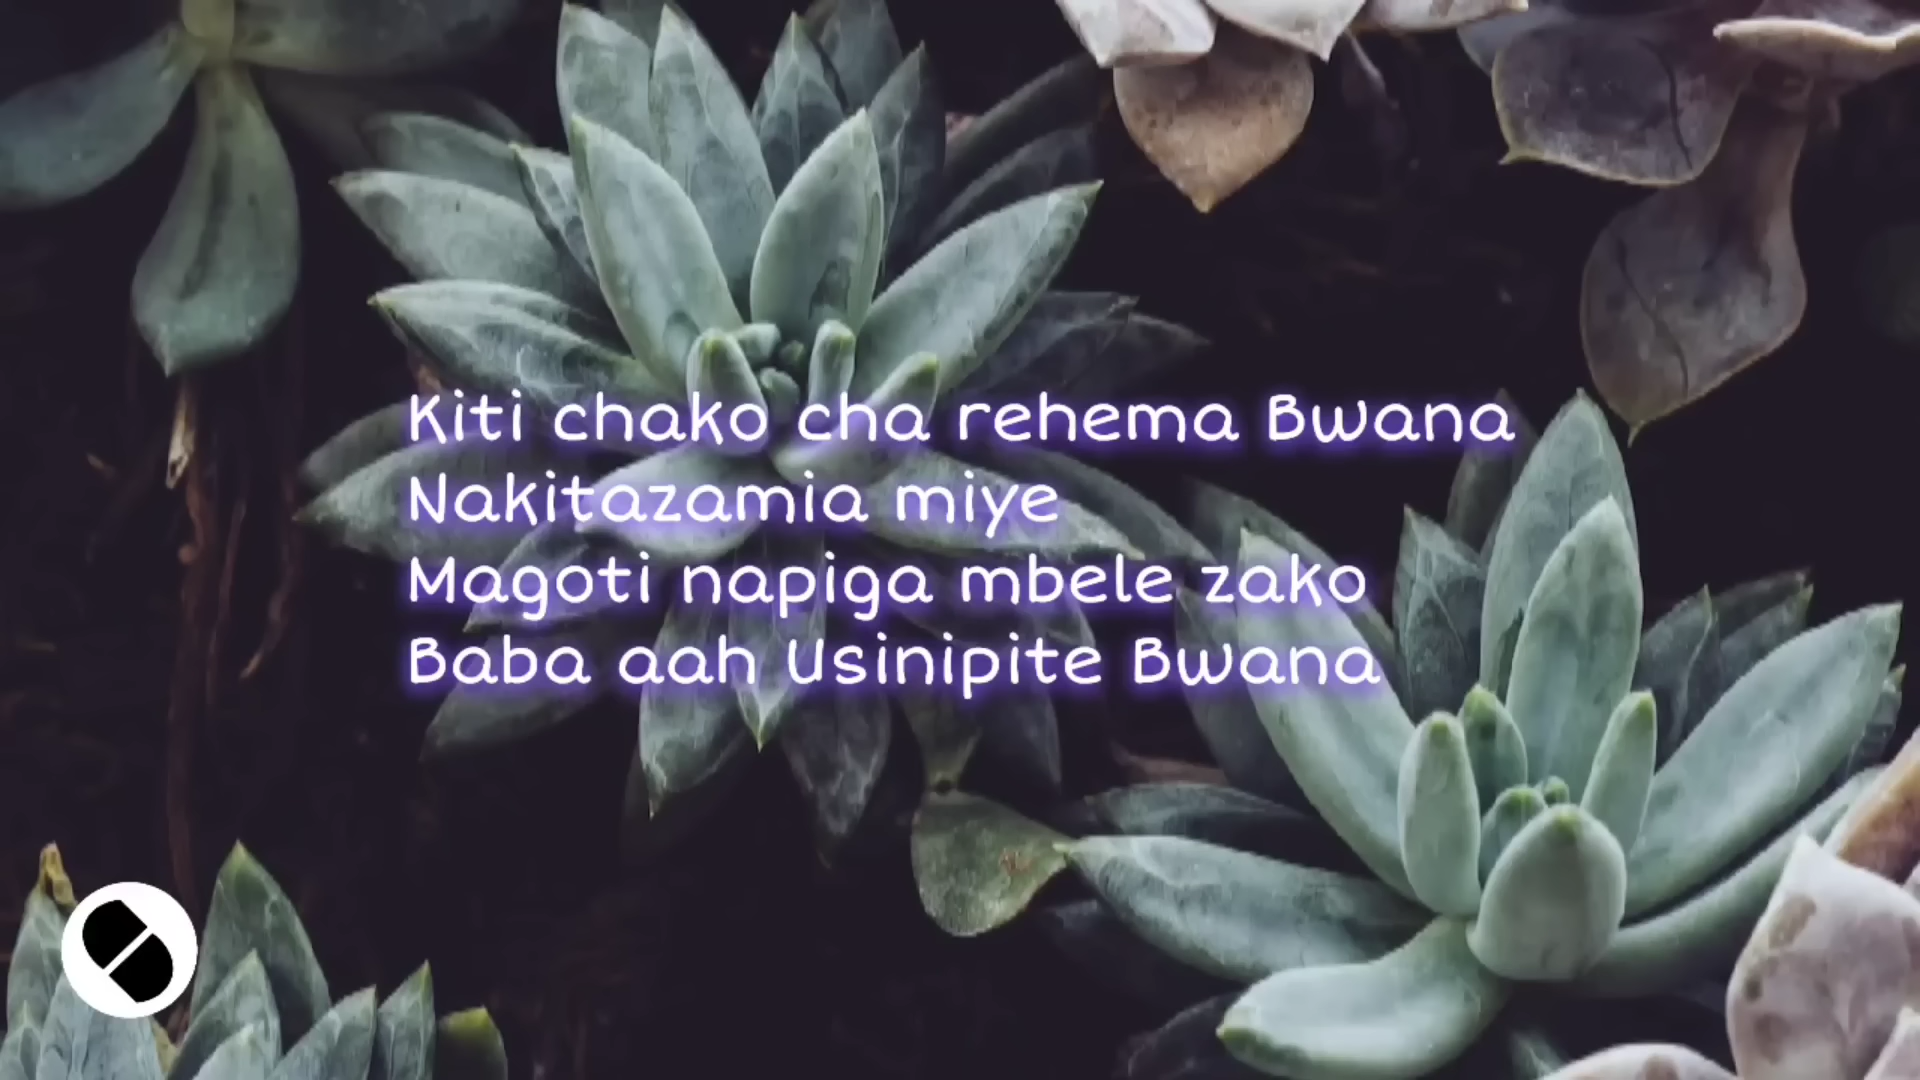 Kiti chako cha rehema Bwana
Nakitazamia miye
Magoti napiga mbele zako
Baba aah Usinipite Bwana